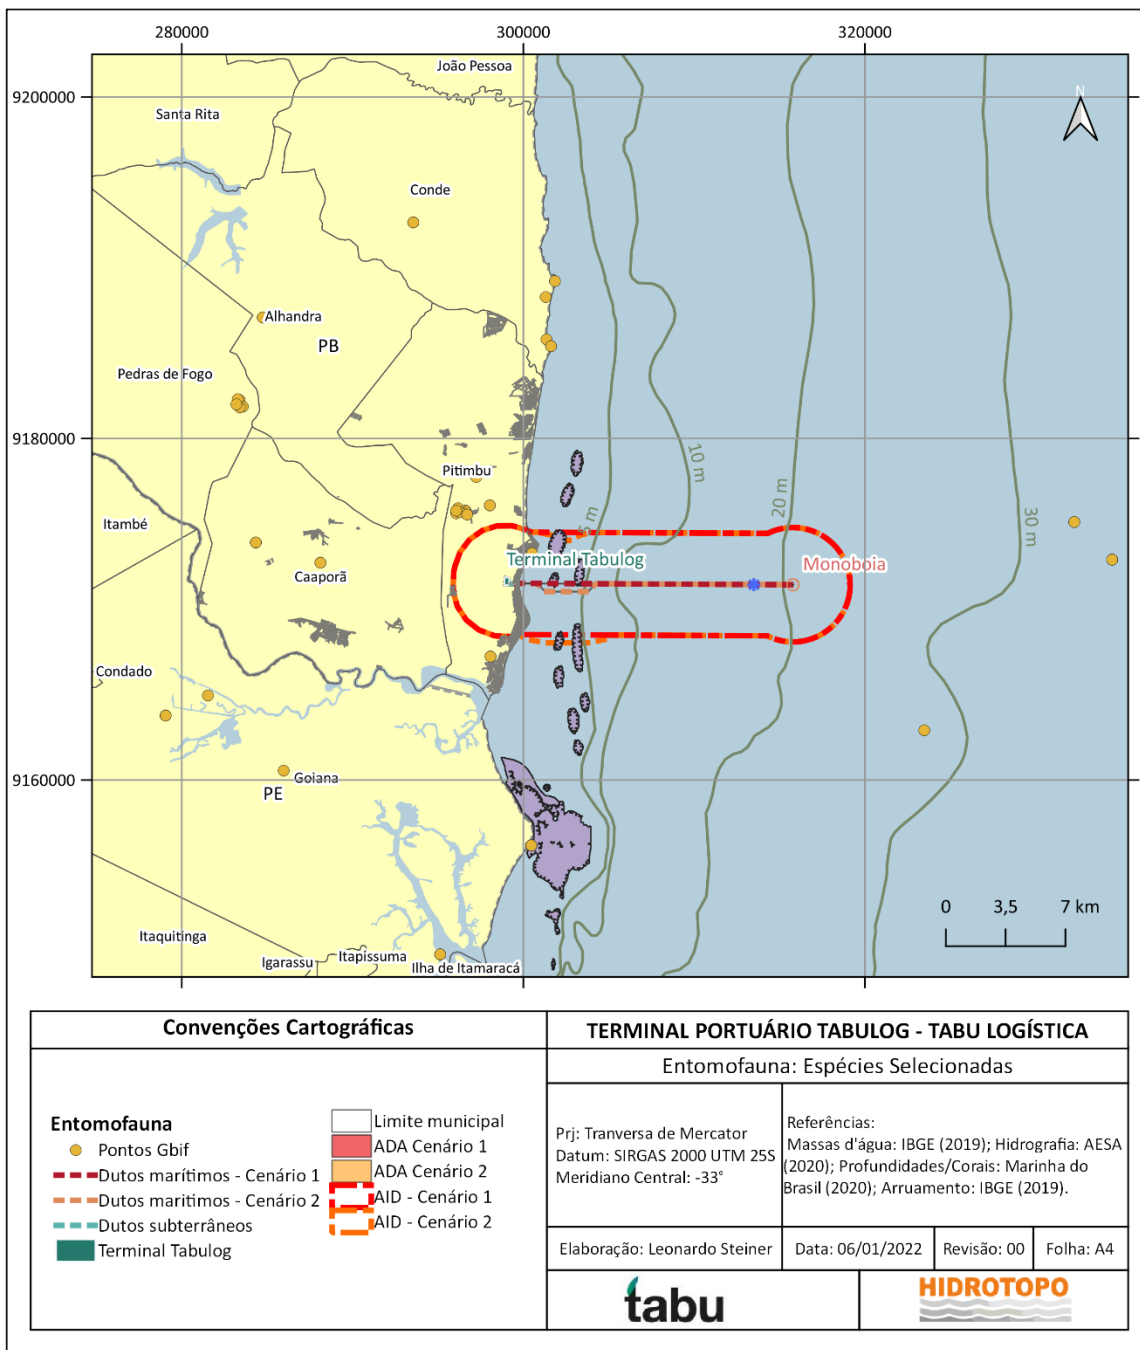 280000
300000
320000
João Pessoa
9200000
N
Santa Rita
Conde
Alhandra
PB
Pedras de Fogo
9180000
Pitimbu
10 m
20 m
30 m
5 m
Itambé
Terminal Tabulog
Monoboia
Caaporã
Condado
Goiana
9160000
PE
0 3,5 7 km
Itaquitinga
Igarassu
Itapissuma
Ilha de Itamaracá
Convenções Cartográficas
Entomofauna
Pontos Gbif
Dutos marítimos - Cenário 1
Dutos marítimos - Cenário 2
Dutos subterrâneos
Terminal Tabulog
Limite municipal
ADA Cenário 1
ADA Cenário 2
AID - Cenário 1
AID - Cenário 2
TERMINAL PORTUÁRIO TABULOG - TABU LOGÍSTICA
Entomofauna: Espécies Selecionadas
Prj: Tranversa de Mercator
Datum: SIRGAS 2000 UTM 25S
Meridiano Central: -33°
Referências:
Massas d'água: IBGE (2019); Hidrografia: AESA
(2020); Profundidades/Corais: Marinha do
Brasil (2020); Arruamento: IBGE (2019).
Elaboração: Leonardo Steiner
Data: 06/01/2022
Revisão: 00
Folha: A4
tabu
HIDROTOPO